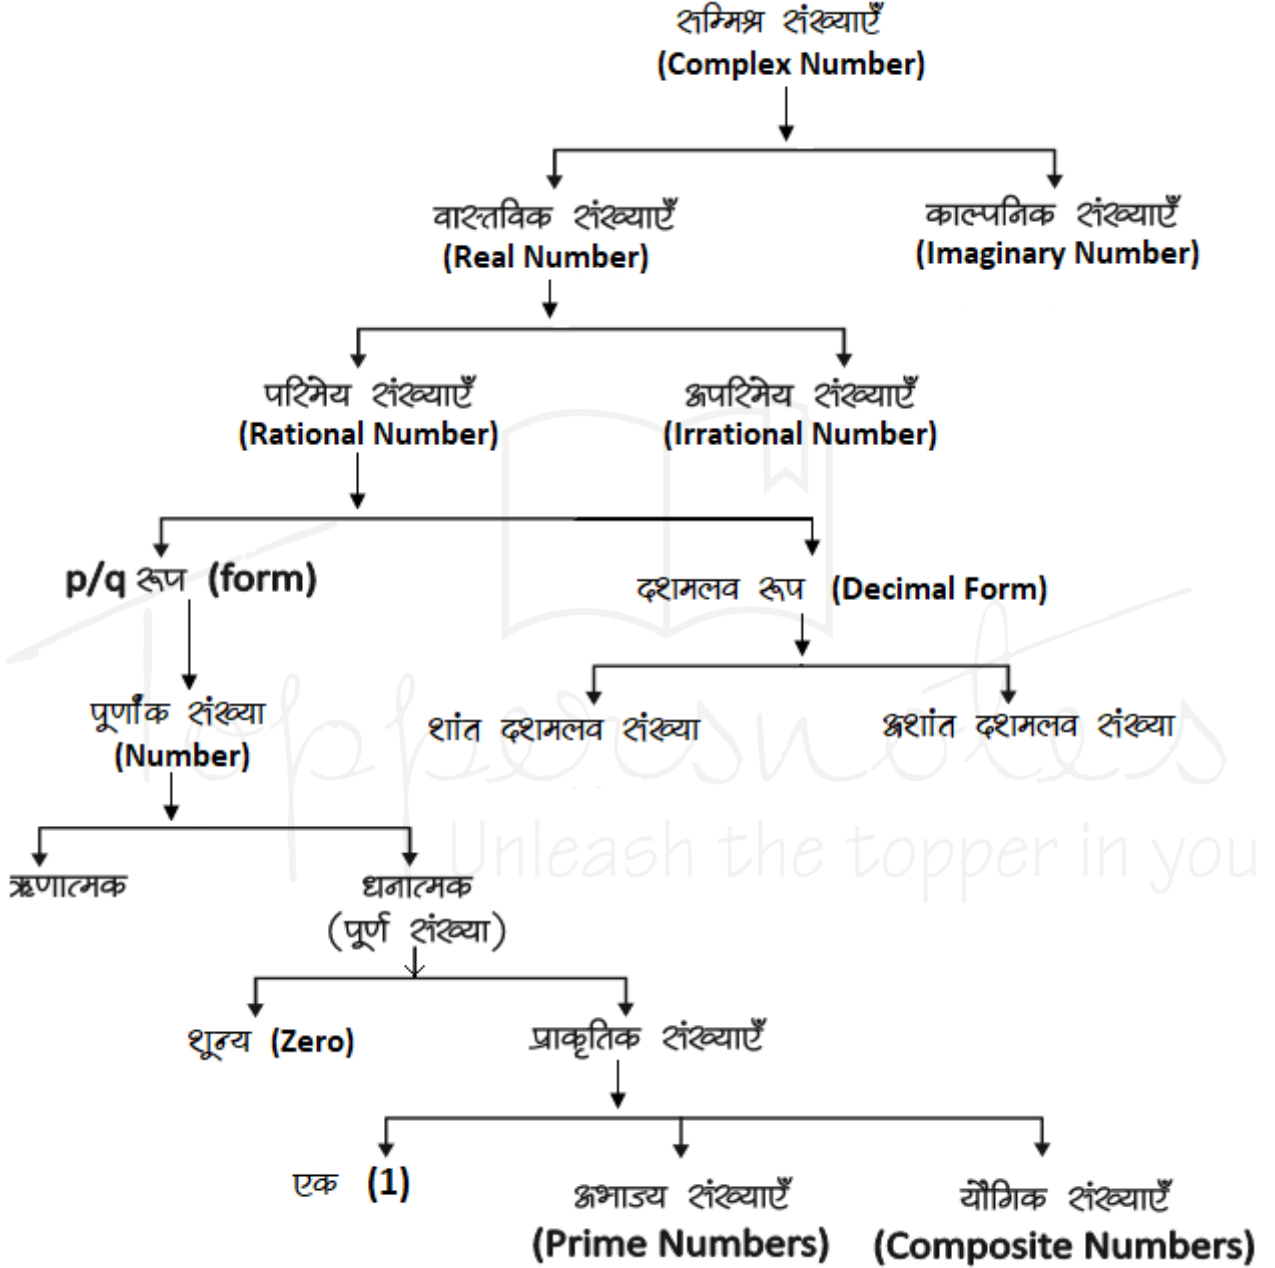 सम्मिश्र संख्याएँ
(Complex Number)
वास्तविक संख्याएँ
(Real Number)
काल्पनिक संख्याएँ
(Imaginary Number)
परिमेय संख्याएँ
(Rational Number)
अपरिमेय संख्याएँ
(Irrational Number)
p/q रूप (form)
दशमलव रूप (Decimal Form)
पूर्णांक संख्या
(Number)
शांत दशमलव संख्या
अशांत दशमलव संख्या
ऋणात्मक
धनात्मक
(पूर्ण संख्या)
शून्य (Zero)
प्राकृतिक संख्याएँ
एक (1)
अभाज्य संख्याएँ
(Prime Numbers)
यौगिक संख्याएँ
(Composite Numbers)
Toppersnotes
Unleash the topper in you